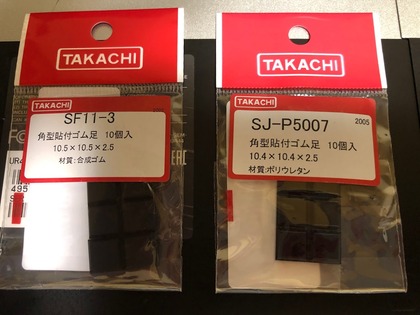 TAKACHI
TAKACHI
SF11-3
角型貼付ゴム足 10個入
10.5×10.5×2.5
材質:合成ゴム
TAKACHI
TAKACHI
SJ-P5007
2005
角型貼付ゴム足 10個入
10.4×10.4×2.5
材質:ポリウレタン